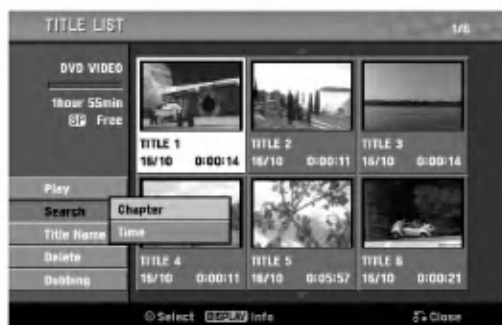 TITLE LIST 1/6
DVD VIDEO
1hour 55min
SP Free
TITLE 1
16/10 0:00:14
TITLE 2
16/10 0:00:11
TITLE 3
16/10 0:00:14
Play
Search
Title Name
Delete
Dubbing
Chapter
Time
TITLE 4
16/10 0:00:11
TITLE 5
16/10 0:05:57
TITLE 6
16/10 0:00:21
Select DISPLAY Info Close